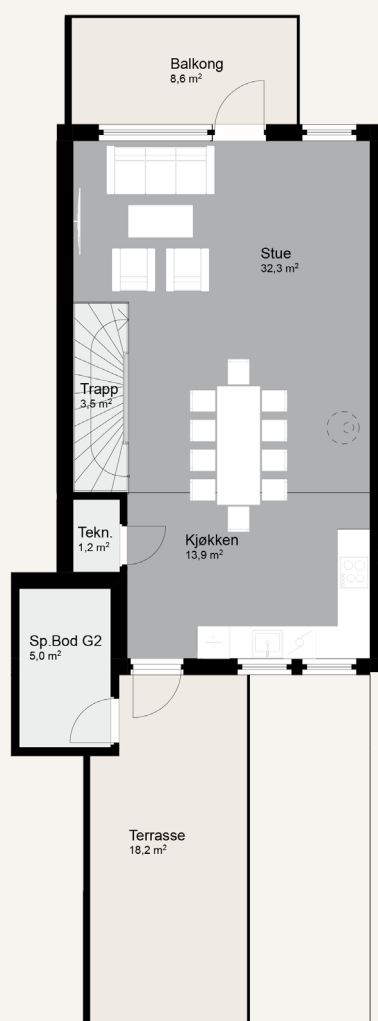 Balkong
8,6 m²
Stue
32,3 m²
Trapp
3,5 m²
Tekn.
1,2 m²
Kjøkken
13,9 m²
Sp.Bod G2
5,0 m²
Terrasse
18,2 m²